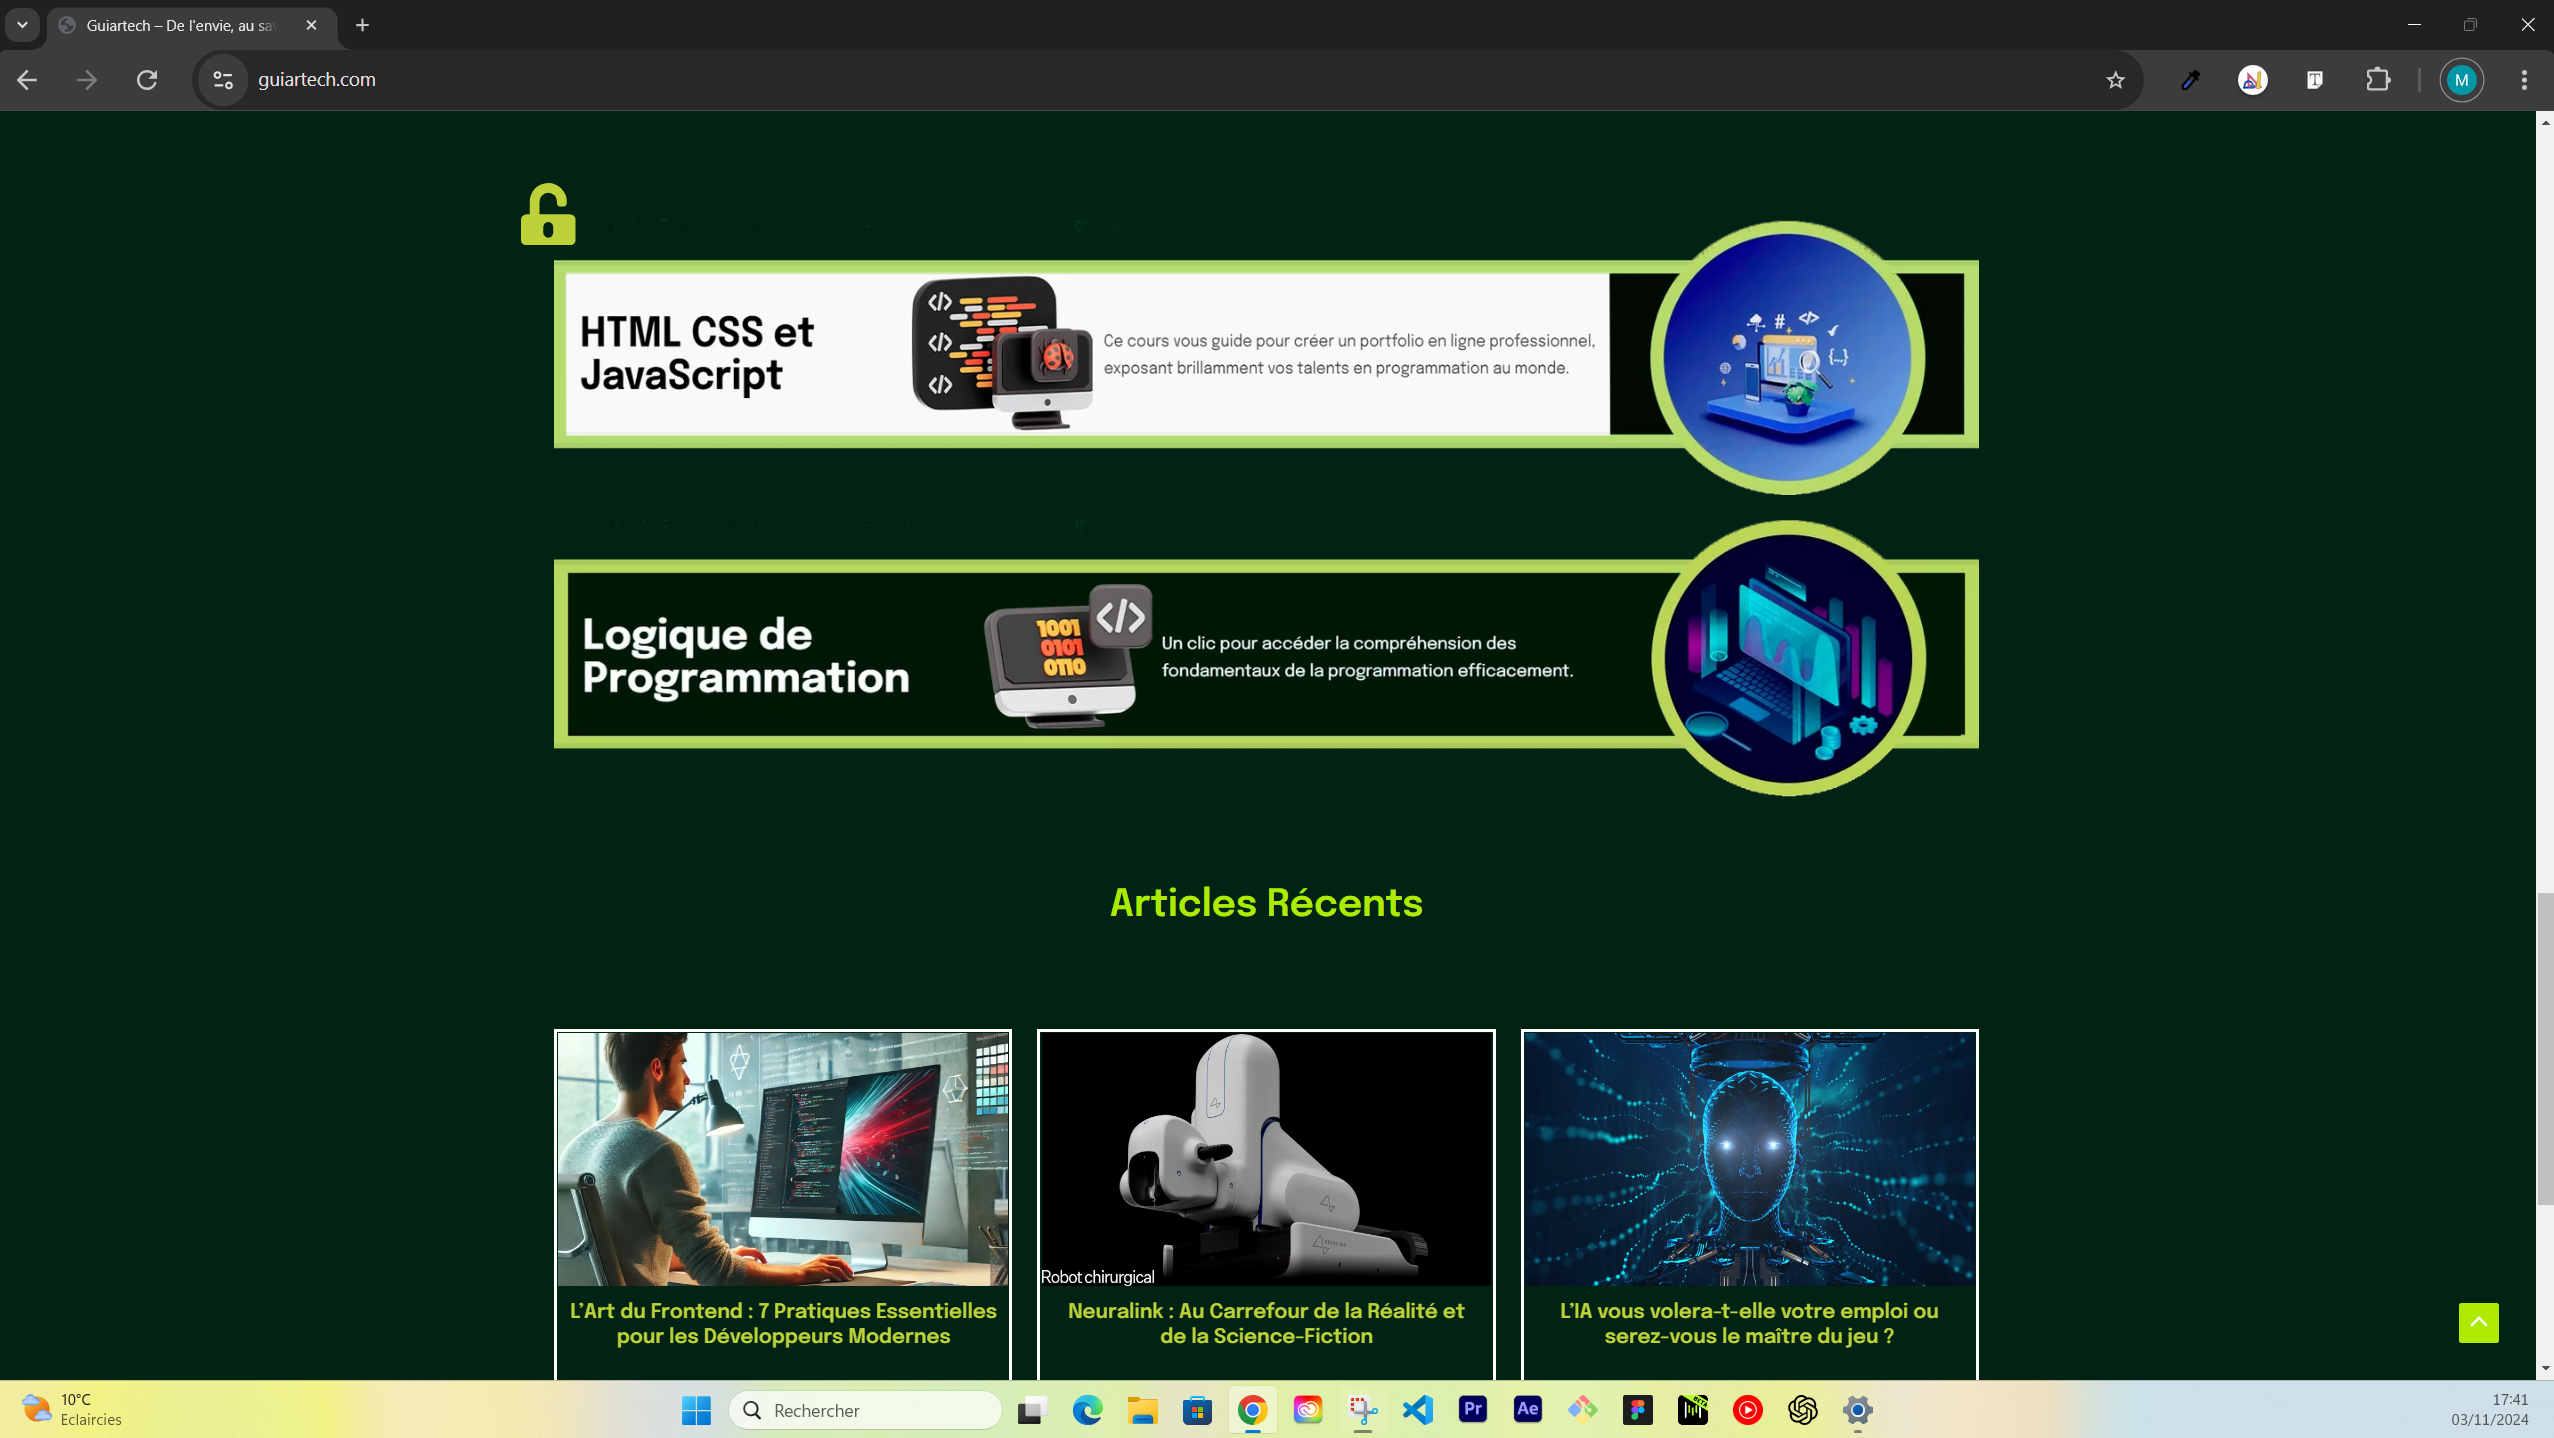 Guiartech – De l'envie, au sa
guiartech.com
M
HTML CSS et
JavaScript
Ce cours vous guide pour créer un portfolio en ligne professionnel,
exposant brillamment vos talents en programmation au monde.
Logique de
Programmation
1001
0101
0110
</>
Un clic pour accéder la compréhension des
fondamentaux de la programmation efficacement.
Articles Récents
Robot chirurgical
L'Art du Frontend : 7 Pratiques Essentielles
pour les Développeurs Modernes
Neuralink : Au Carrefour de la Réalité et
de la Science-Fiction
L'IA vous volera-t-elle votre emploi ou
serez-vous le maître du jeu ?
10°C
Eclaircies
Rechercher
Pr
Ae
17:41
03/11/2024